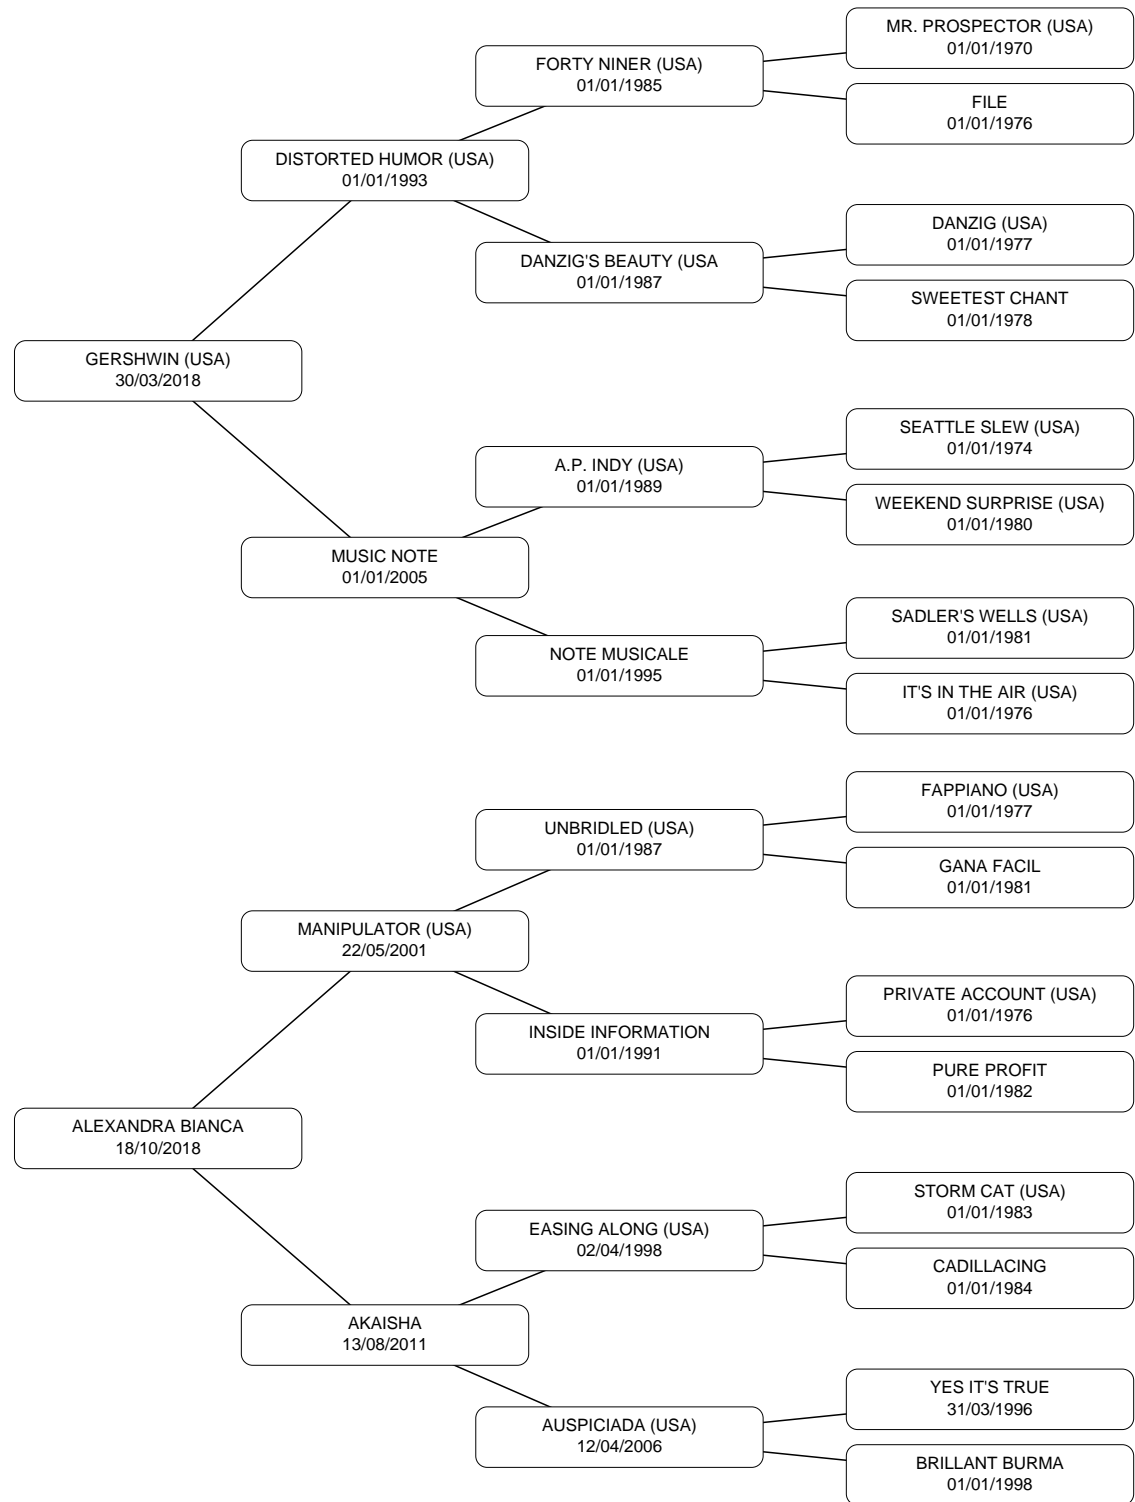 MR. PROSPECTOR (USA)
01/01/1970
FORTY NINER (USA)
01/01/1985
FILE
01/01/1976
DISTORTED HUMOR (USA)
01/01/1993
DANZIG (USA)
01/01/1977
DANZIG'S BEAUTY (USA
01/01/1987
SWEETEST CHANT
01/01/1978
GERSHWIN (USA)
30/03/2018
SEATTLE SLEW (USA)
01/01/1974
A.P. INDY (USA)
01/01/1989
WEEKEND SURPRISE (USA)
01/01/1980
MUSIC NOTE
01/01/2005
SADLER'S WELLS (USA)
01/01/1981
NOTE MUSICALE
01/01/1995
IT'S IN THE AIR (USA)
01/01/1976
FAPPIANO (USA)
01/01/1977
UNBRIDLED (USA)
01/01/1987
GANA FACIL
01/01/1981
MANIPULATOR (USA)
22/05/2001
PRIVATE ACCOUNT (USA)
01/01/1976
INSIDE INFORMATION
01/01/1991
PURE PROFIT
01/01/1982
ALEXANDRA BIANCA
18/10/2018
STORM CAT (USA)
01/01/1983
EASING ALONG (USA)
02/04/1998
CADILLACING
01/01/1984
AKAISHA
13/08/2011
YES IT'S TRUE
31/03/1996
AUSPICIADA (USA)
12/04/2006
BRILLANT BURMA
01/01/1998